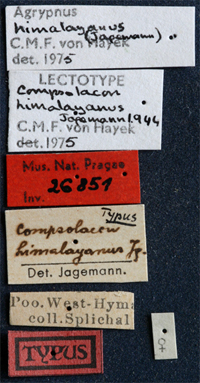 Agrypnus
himalayanus
(Jagemann)
C.M.F. von Hayek
det. 1975
LECTOTYPE
Compsolacon
himalayanus
Jagemann 1944
C.M.F. von Hayek
det. 1975
Mus. Nat. Pragae
26851
Inv.
Typus
Compsolacon
himalayanus Jg.
Det. Jagemann.
Poo. West-Hym
coll. Splichal
TYPUS
♀